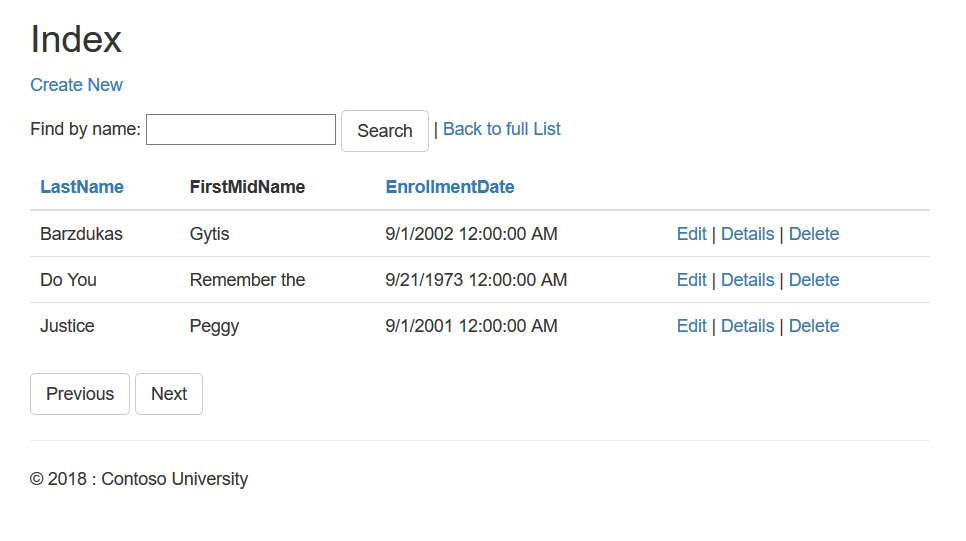 Index
Create New
Find by name: Search | Back to full List
LastName FirstMidName EnrollmentDate
Barzdukas Gytis 9/1/2002 12:00:00 AM Edit | Details | Delete
Do You Remember the 9/21/1973 12:00:00 AM Edit | Details | Delete
Justice Peggy 9/1/2001 12:00:00 AM Edit | Details | Delete
Previous Next
© 2018 : Contoso University